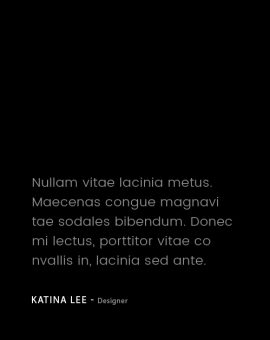 Nullam vitae lacinia metus.
Maecenas congue magnavi
tae sodales bibendum. Donec
mi lectus, porttitor vitae co
nvallis in, lacinia sed ante.
KATINA LEE - Designer